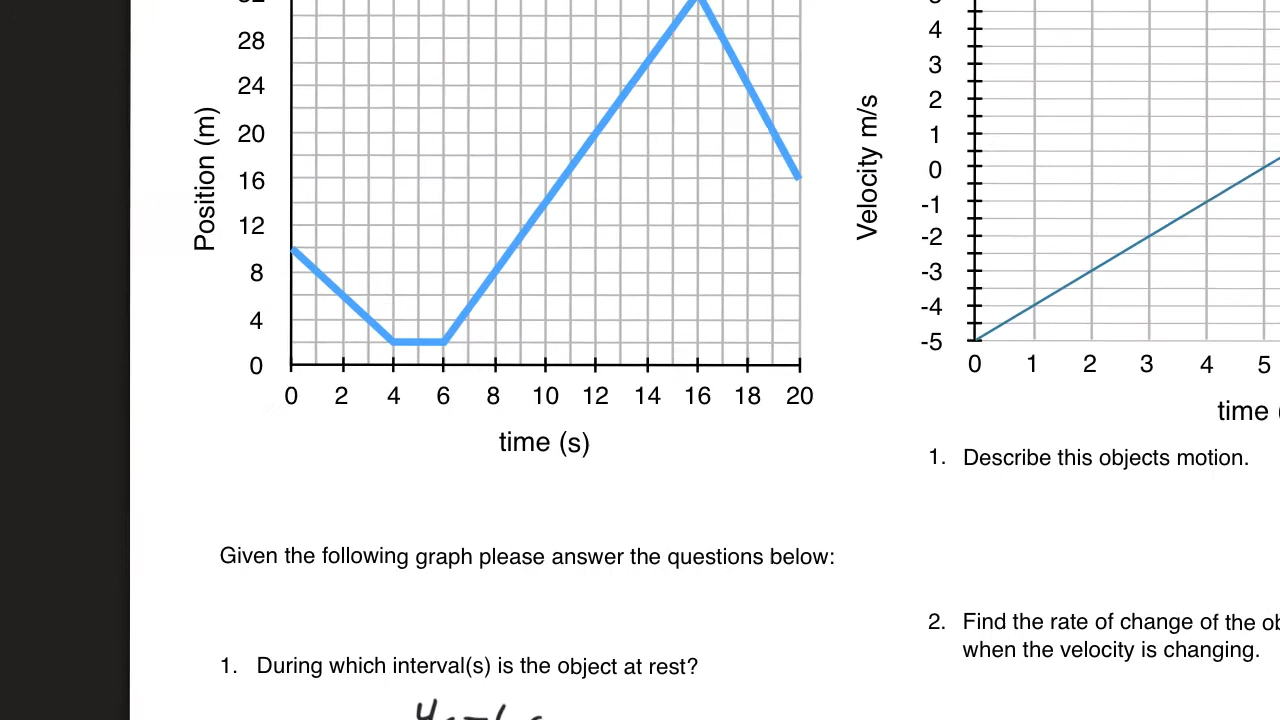 28
24
20
16
12
8
4
0
Position (m)
0 2 4 6 8 10 12 14 16 18 20
time (s)
Given the following graph please answer the questions below:
1. During which interval(s) is the object at rest?
4
3
2
1
0
-1
-2
-3
-4
-5
Velocity m/s
0 1 2 3 4 5
time
1. Describe this objects motion.
2. Find the rate of change of the
when the velocity is changing.